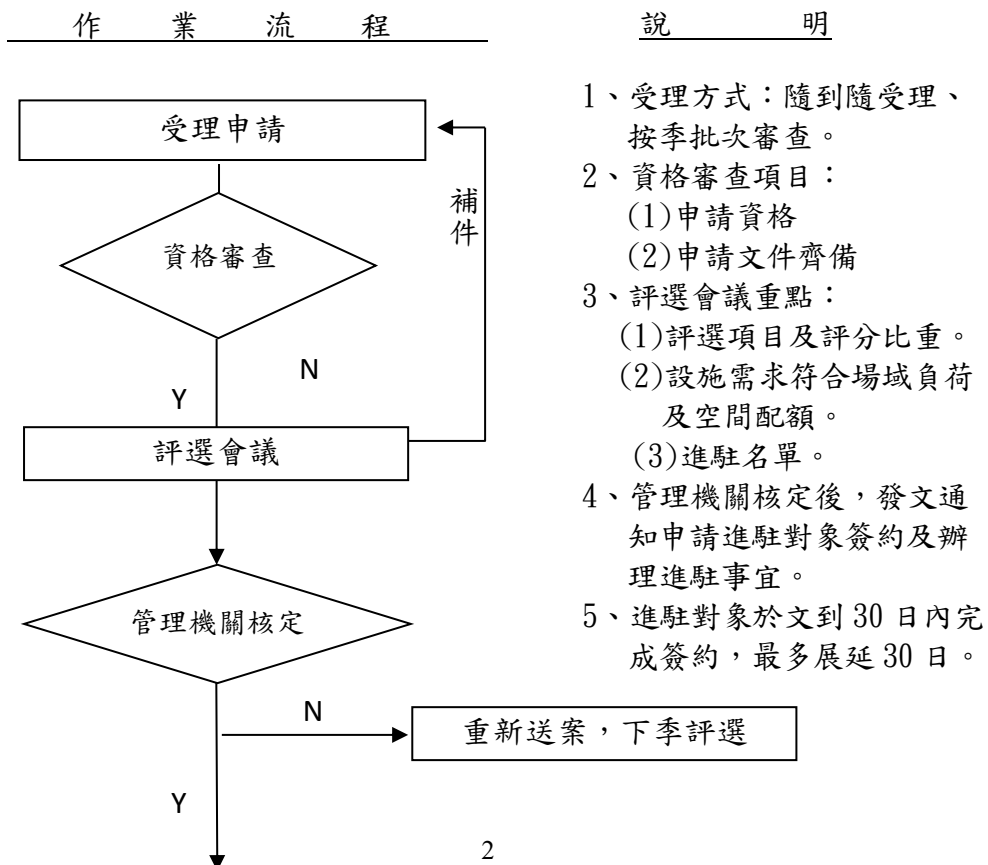 作業流程
受理申請
補件
資格審查
N
Y
評選會議
管理機關核定
N
重新送案，下季評選
Y
說明
1、受理方式：隨到隨受理、
按季批次審查。
2、資格審查項目：
(1)申請資格
(2)申請文件齊備
3、評選會議重點：
(1)評選項目及評分比重。
(2)設施需求符合場域負荷
及空間配額。
(3)進駐名單。
4、管理機關核定後，發文通
知申請進駐對象簽約及辦
理進駐事宜。
5、進駐對象於文到 30 日內完
成簽約，最多展延 30 日。
2